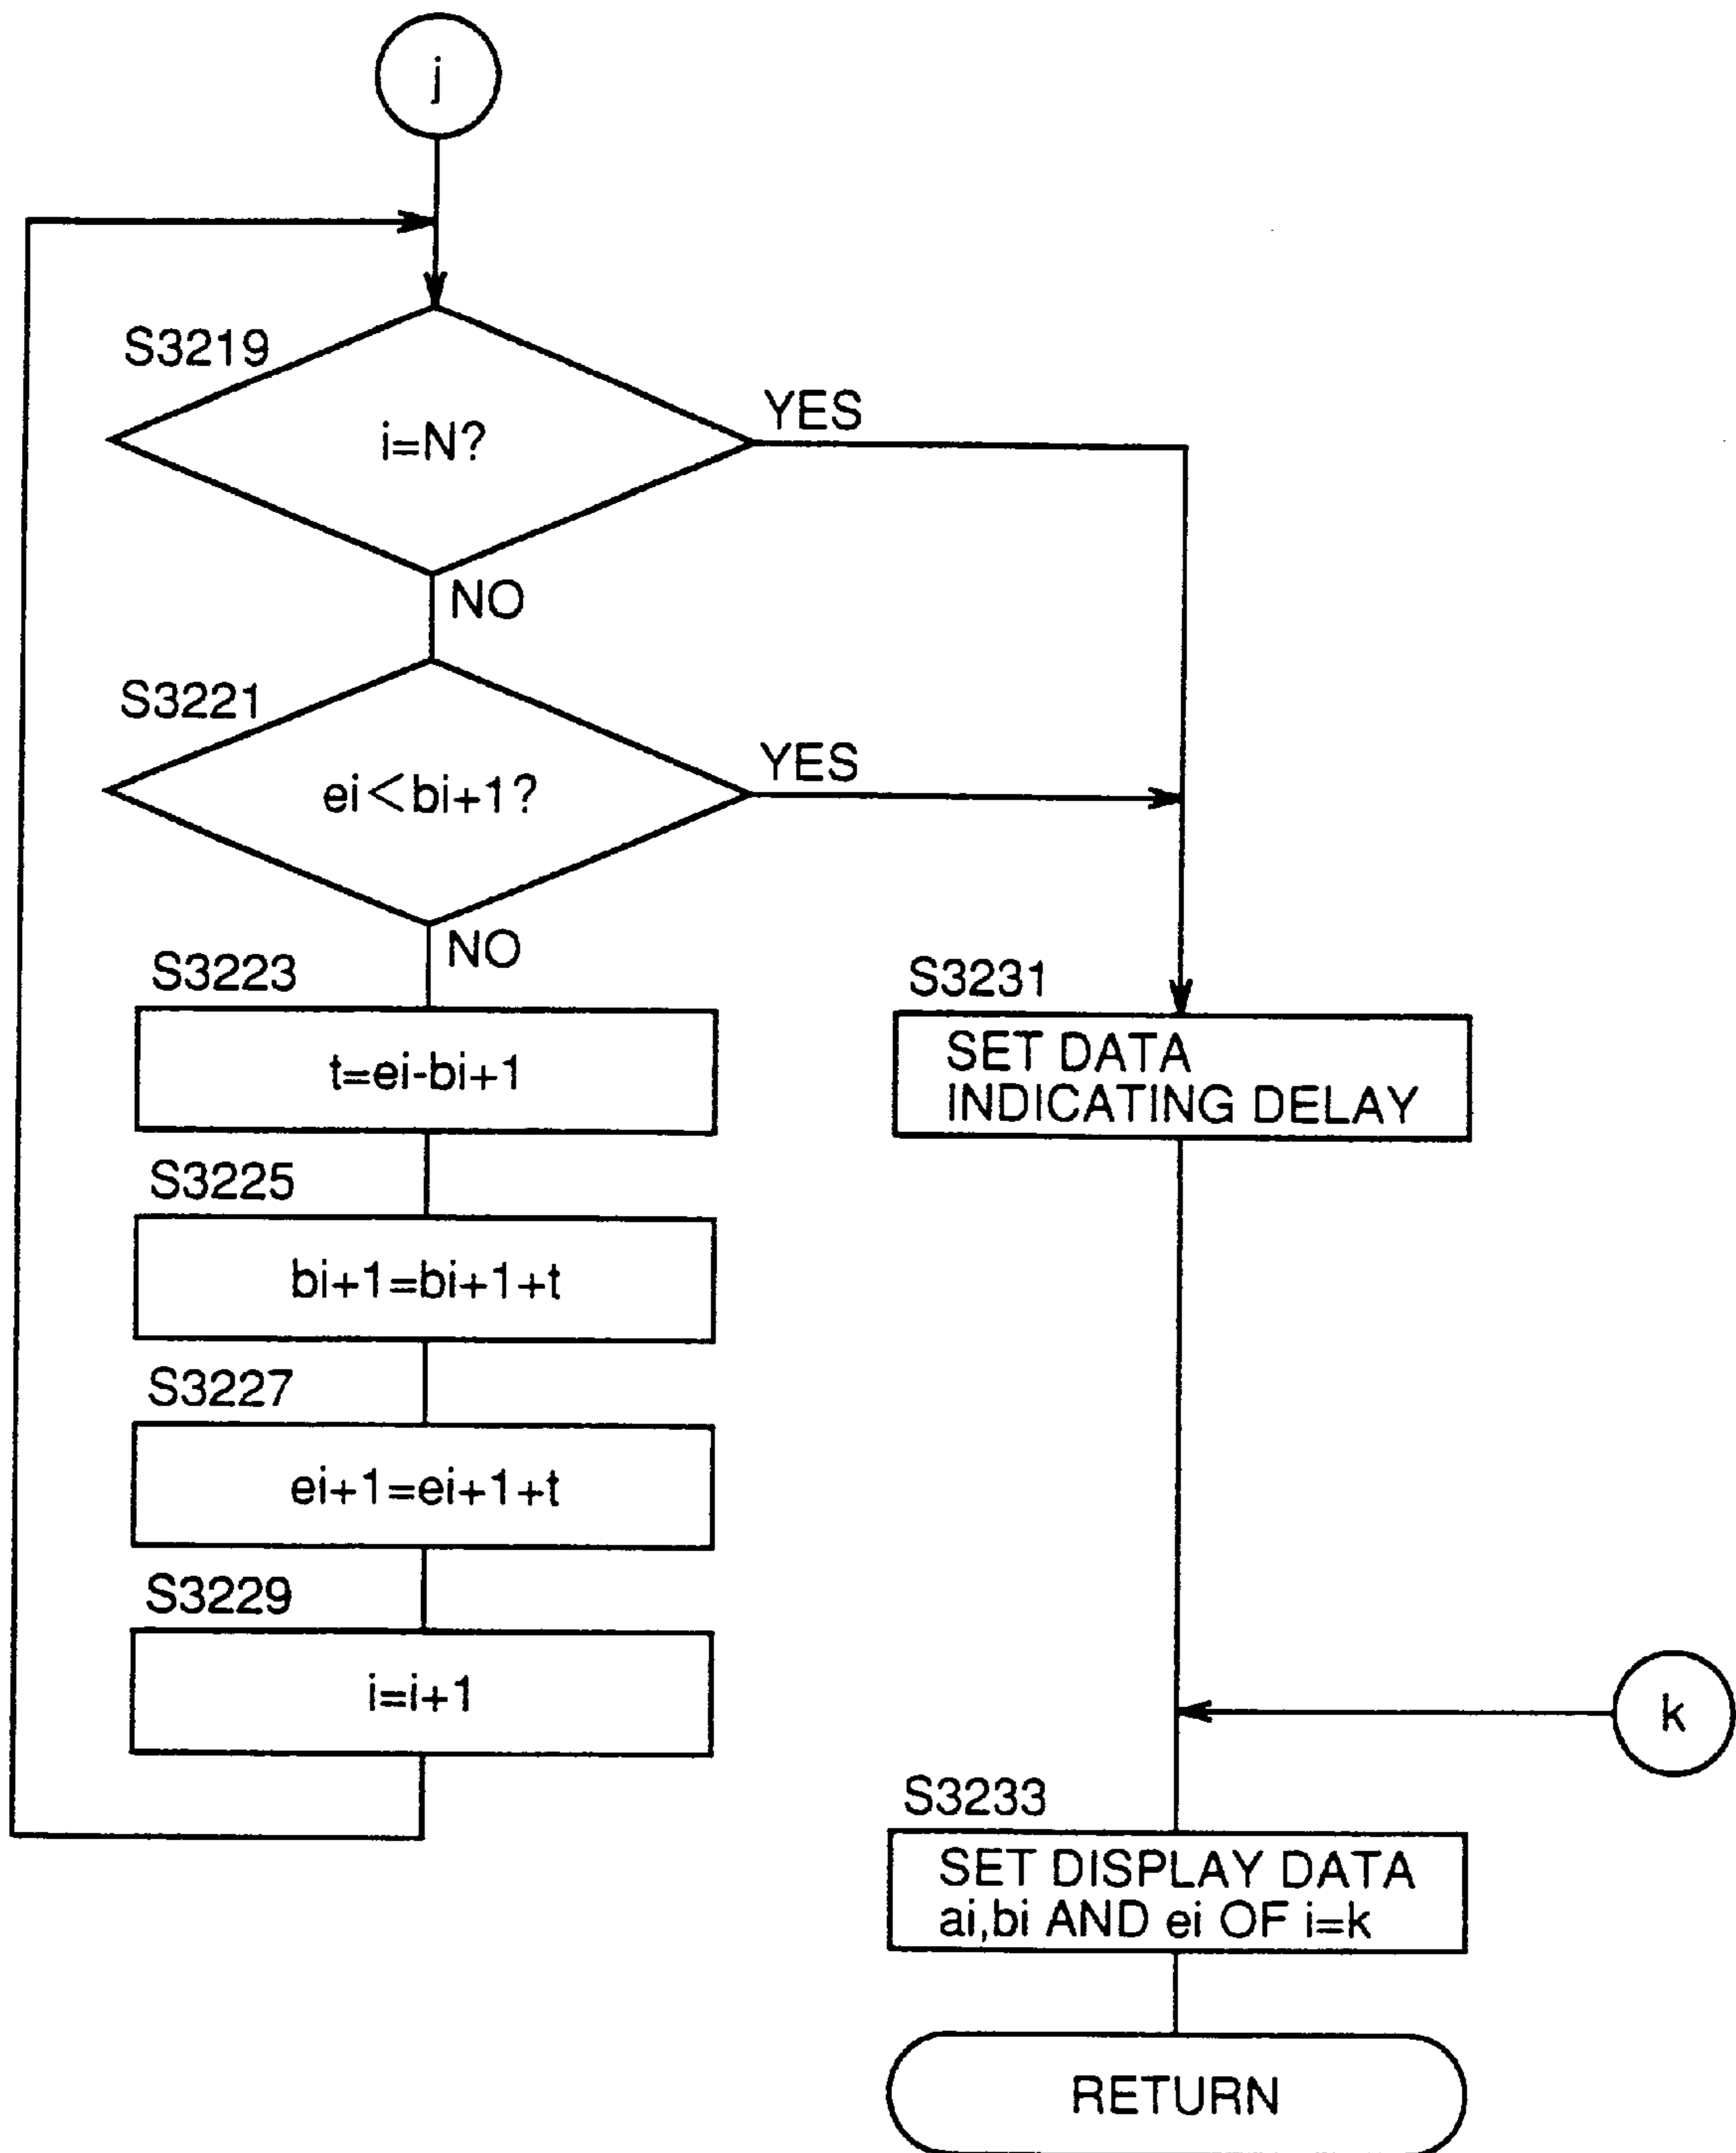 j
S3219
i=N?
YES
NO
S3221
ei<bi+1?
YES
NO
S3223
t=ei-bi+1
S3225
bi+1=bi+1+t
S3227
ei+1=ei+1+t
S3229
i=i+1
S3231
SET DATA
INDICATING DELAY
k
S3233
SET DISPLAY DATA
ai,bi AND ei OF i=k
RETURN